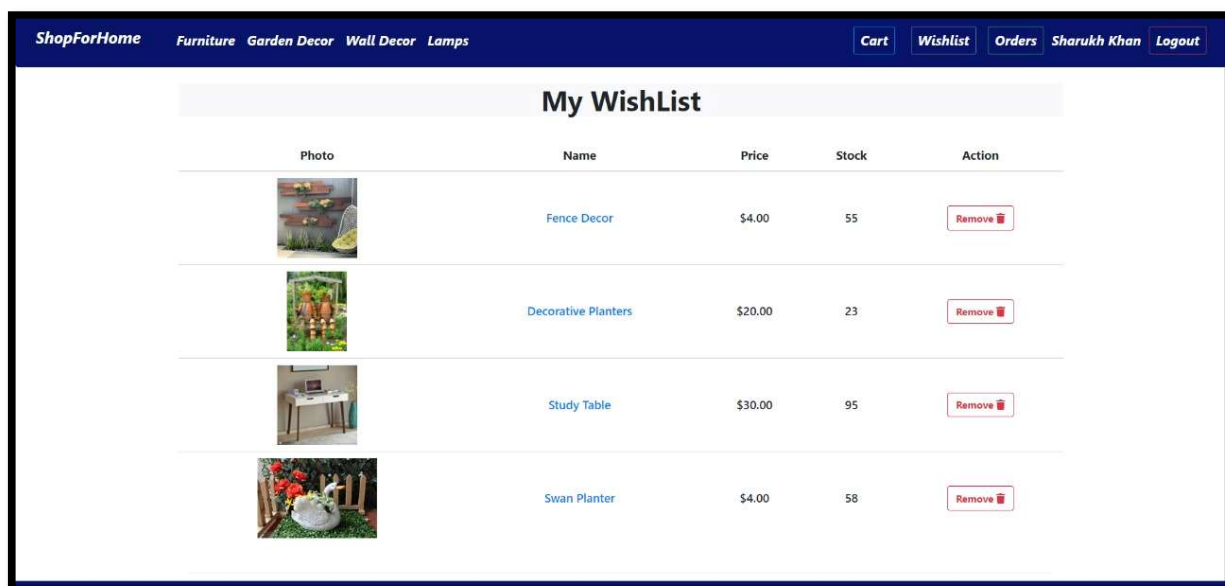 ShopForHome Furniture Garden Decor Wall Decor Lamps Cart Wishlist Orders Sharukh Khan Logout
My WishList
Photo Name Price Stock Action
Fence Decor $4.00 55 Remove
Decorative Planters $20.00 23 Remove
Study Table $30.00 95 Remove
Swan Planter $4.00 58 Remove